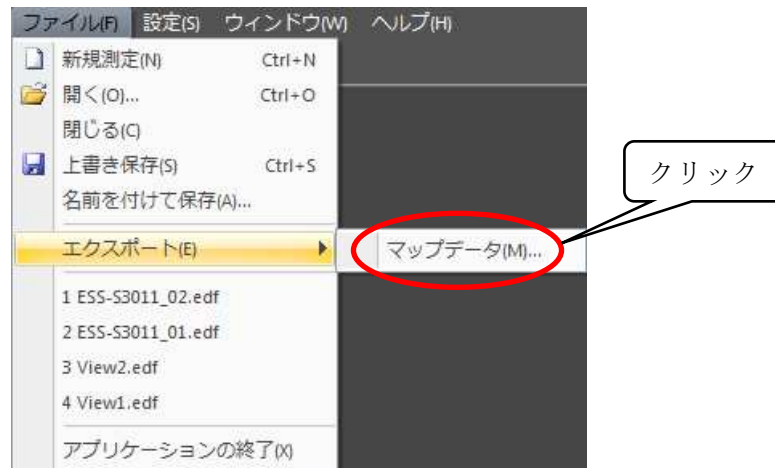 ファイル(F) 設定(S) ウィンドウ(W) ヘルプ(H)
新規測定(N) Ctrl+N
開く(O)... Ctrl+O
閉じる(C)
上書き保存(S) Ctrl+S
名前を付けて保存(A)...
エクスポート(E) マップデータ(M)...
クリック
1 ESS-S3011_02.edf
2 ESS-S3011_01.edf
3 View2.edf
4 View1.edf
アプリケーションの終了(X)